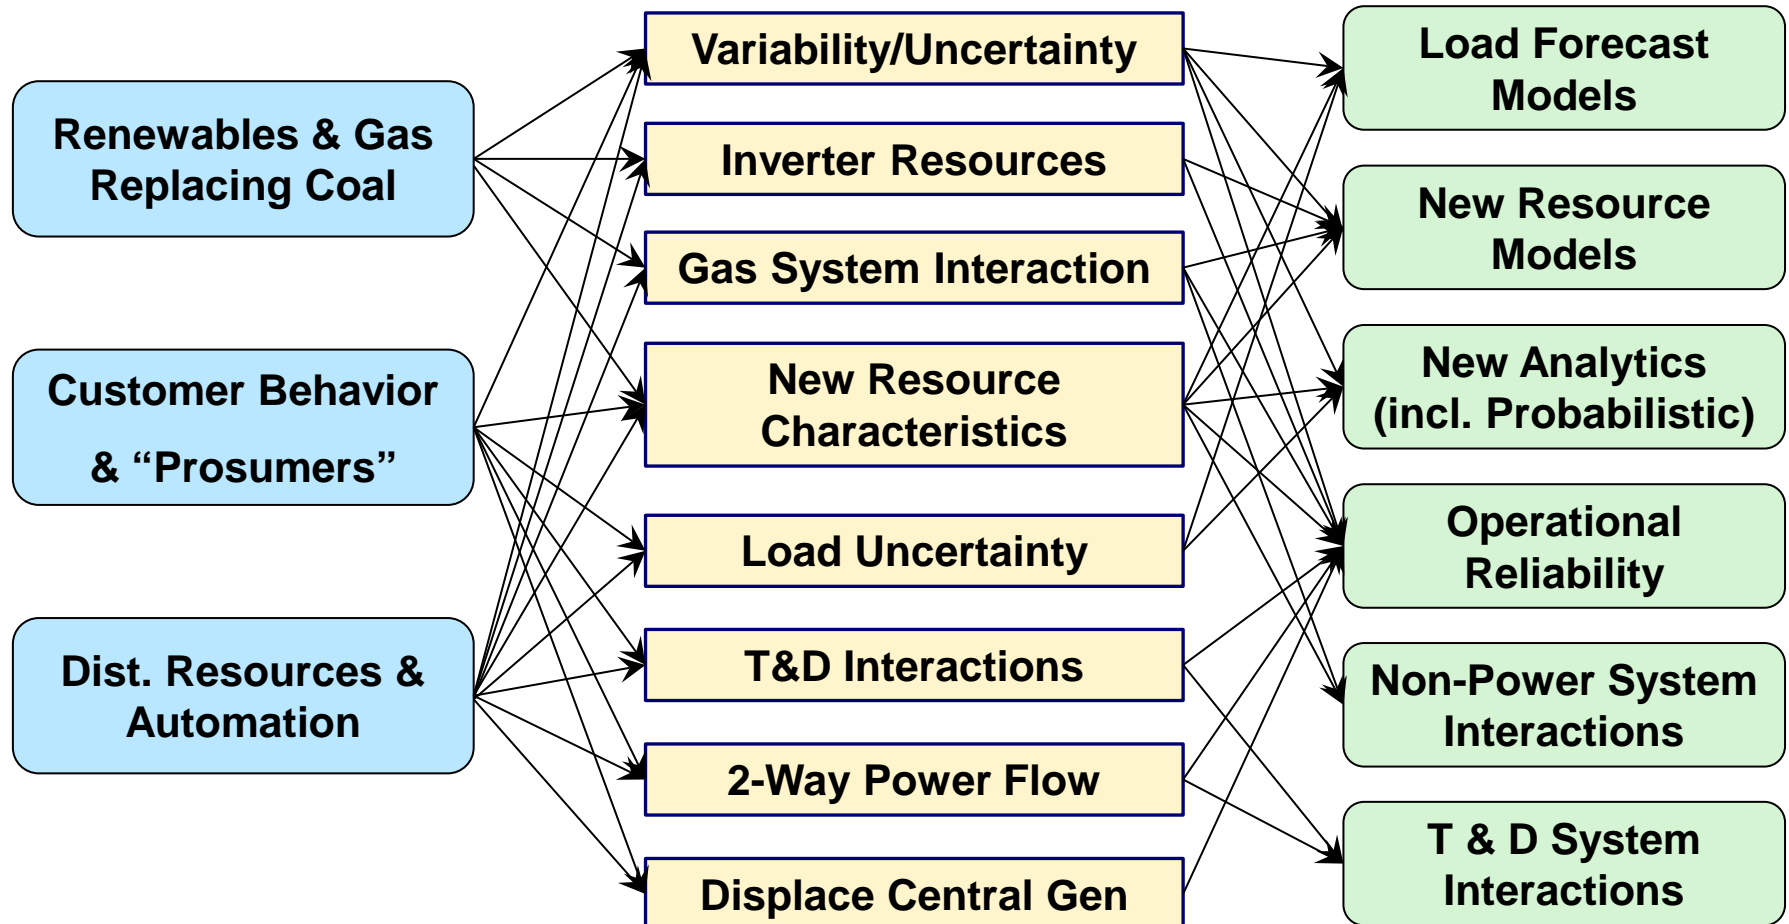 Renewables & Gas
Replacing Coal
Customer Behavior
& “Prosumers”
Dist. Resources &
Automation
Variability/Uncertainty
Inverter Resources
Gas System Interaction
New Resource
Characteristics
Load Uncertainty
T&D Interactions
2-Way Power Flow
Displace Central Gen
Load Forecast
Models
New Resource
Models
New Analytics
(incl. Probabilistic)
Operational
Reliability
Non-Power System
Interactions
T & D System
Interactions